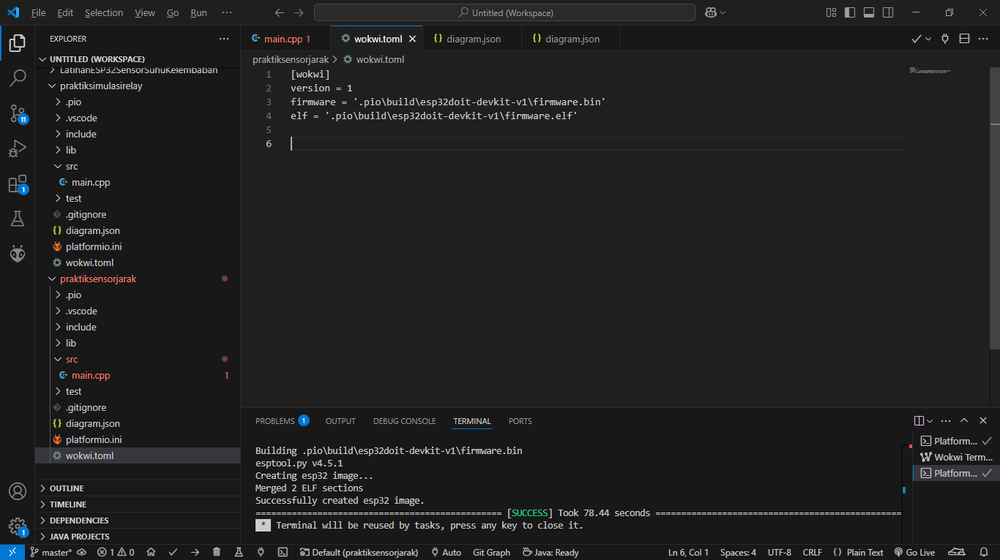 File Edit Selection View Go Run ···
Untitled (Workspace)
EXPLORER ···
UNTITLED (WORKSPACE)
LatihanESP32SensorSuhuKelembaban
praktiksimulasirelay
.pio
.vscode
include
lib
src
main.cpp
test
.gitignore
diagram.json
platformio.ini
wokwi.toml
praktiksensorjarak
.pio
.vscode
include
lib
src
main.cpp 1
test
.gitignore
diagram.json
platformio.ini
wokwi.toml
OUTLINE
TIMELINE
DEPENDENCIES
JAVA PROJECTS
11
1
1
main.cpp 1
wokwi.toml
diagram.json
diagram.json
praktiksensorjarak > wokwi.toml
1 [wokwi]
2 version = 1
3 firmware = '.pio\build\esp32doit-devkit-v1\firmware.bin'
4 elf = '.pio\build\esp32doit-devkit-v1\firmware.elf'
5
6
PROBLEMS 1 OUTPUT DEBUG CONSOLE TERMINAL PORTS
Building .pio\build\esp32doit-devkit-v1\firmware.bin
esptool.py v4.5.1
Creating esp32 image...
Merged 2 ELF sections
Successfully created esp32 image.
================================================ [SUCCESS] Took 78.44 seconds ================================================
* Terminal will be reused by tasks, press any key to close it.
Platform...
Wokwi Term...
Platform...
master* 1 0 Default (praktiksensorjarak) Auto Git Graph Java: Ready Ln 6, Col 1 Spaces: 4 UTF-8 CRLF {} Plain Text Go Live